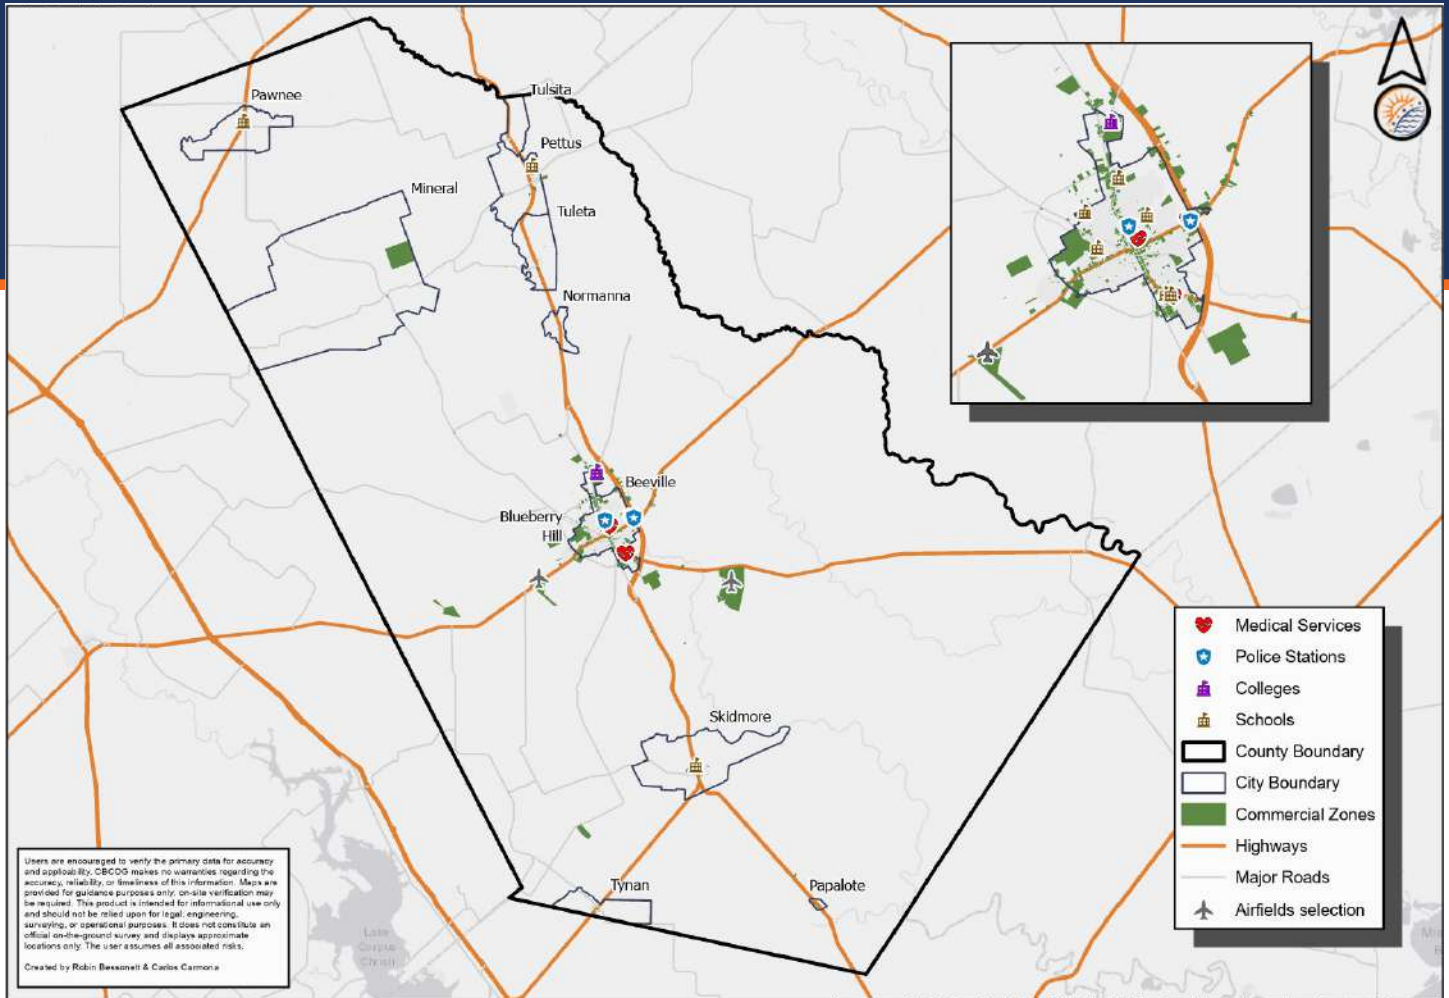 Pawnee
Tulsita
Pettus
Mineral
Tuleta
Normanna
Beeville
Blueberry
Hill
Skidmore
Tynan
Papalote
Medical Services
Police Stations
Colleges
Schools
County Boundary
City Boundary
Commercial Zones
Highways
Major Roads
Airfields selection
Users are encouraged to verify the primary data for accuracy
and applicability. CBCOG makes no warranties regarding the
accuracy, reliability, or timeliness of this information. Maps are
provided for guidance purposes only; on-site verification may
be required. This product is intended for informational use only
and should not be relied upon for legal, engineering,
surveying, or operational purposes. It does not constitute an
official on-the-ground survey and displays approximate
locations only. The user assumes all associated risks.
Created by Robin Bessonett & Carlos Carmona
Lake
Corpus
Christi